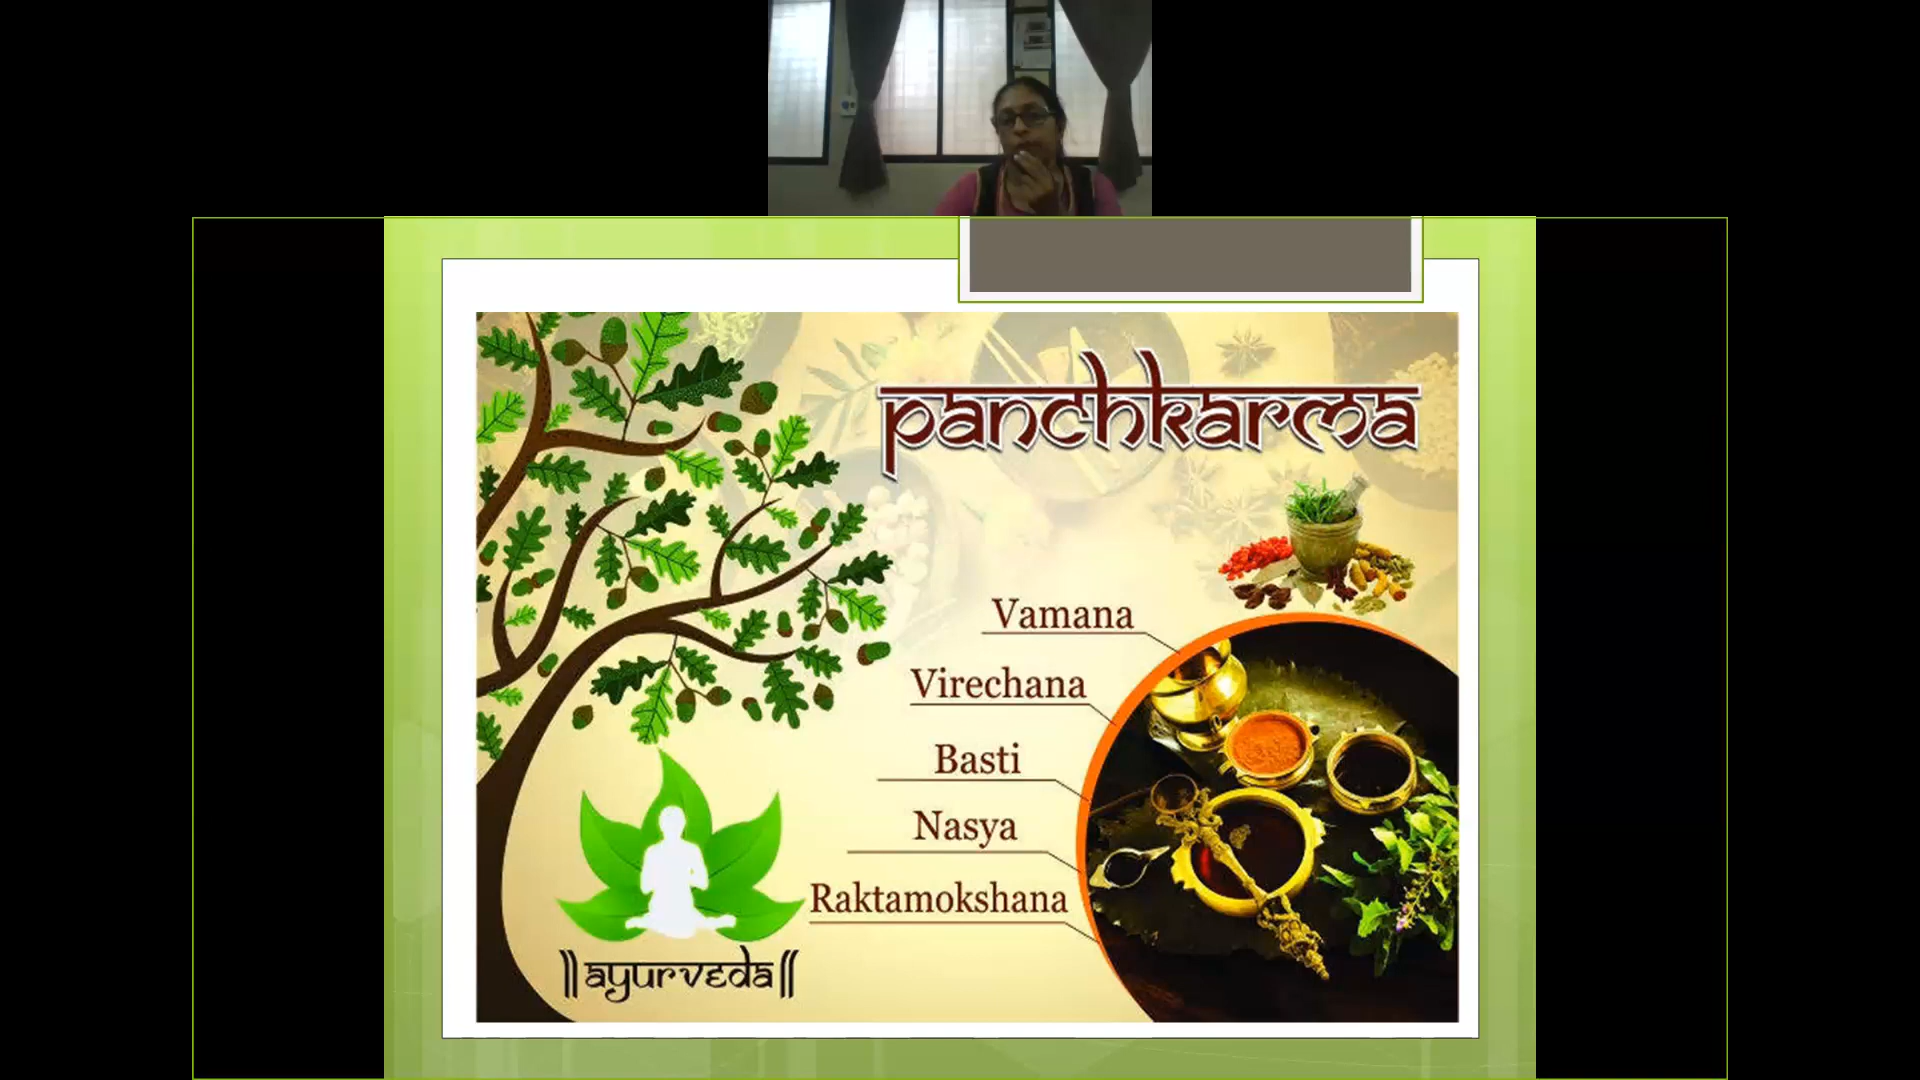 panchkarma
Vamana
Virechana
Basti
Nasya
Raktamokshana
||ayurveda||